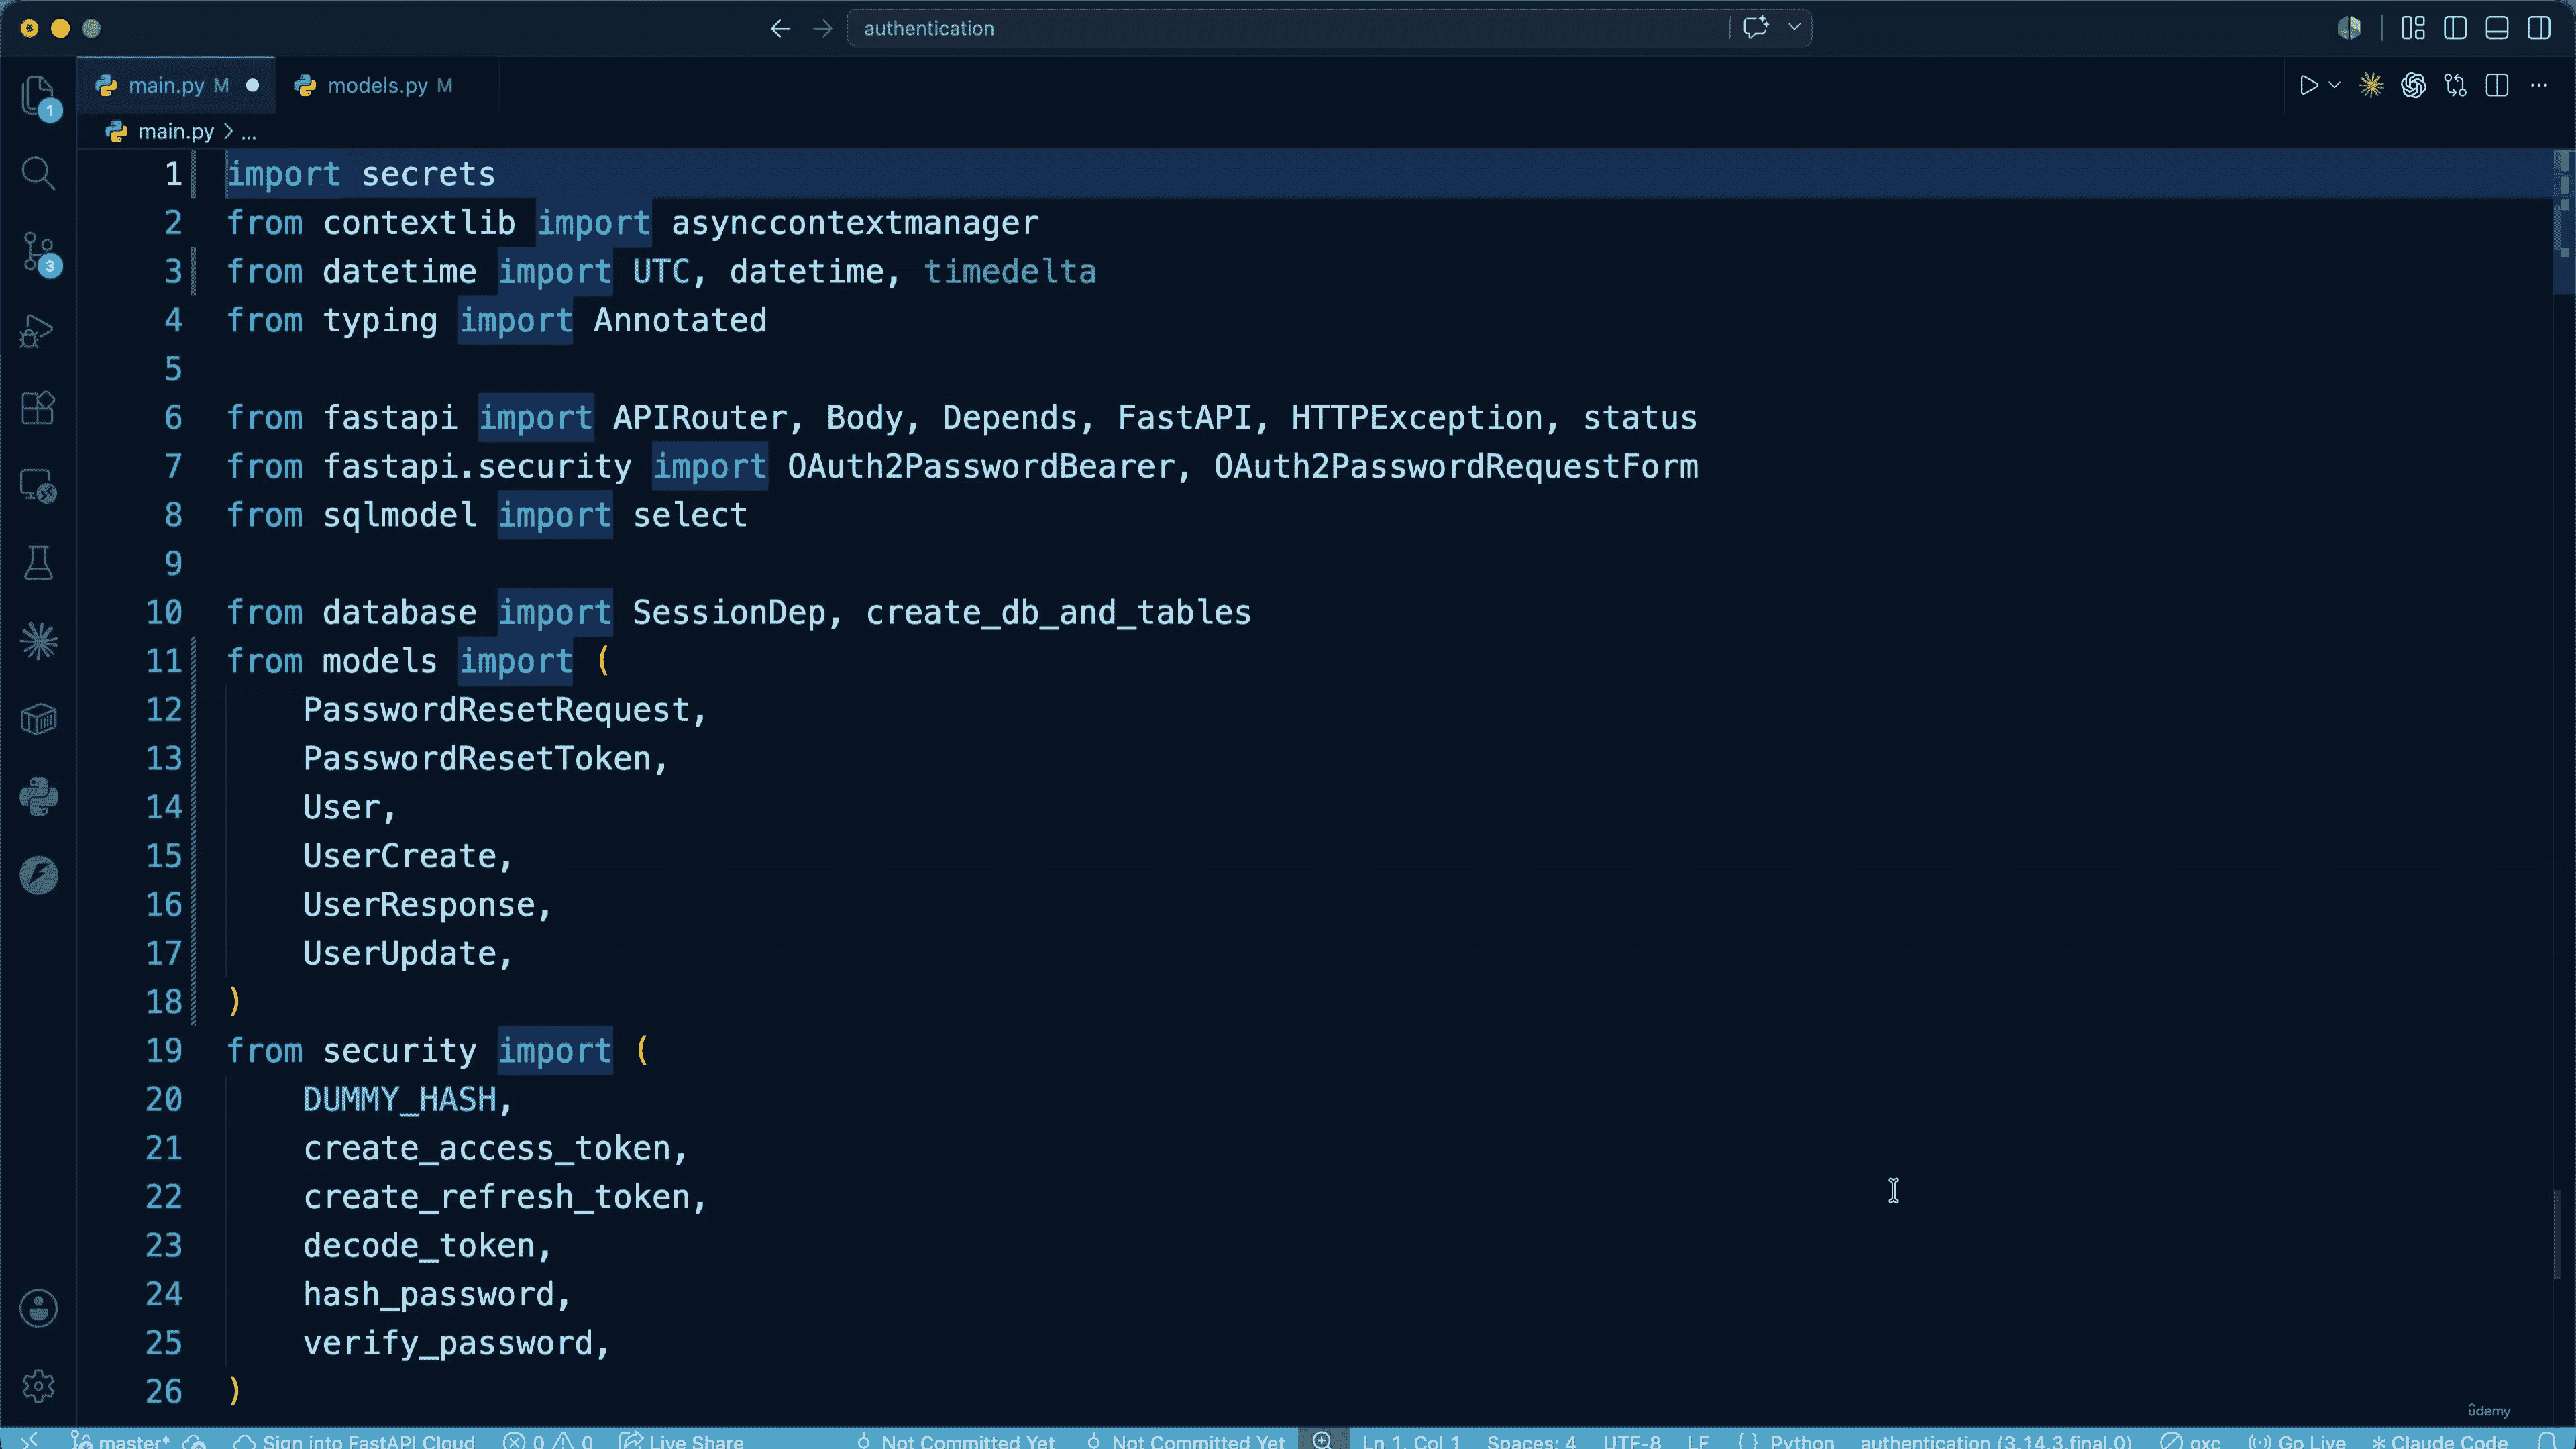 authentication
main.py M
models.py M
main.py > ...
1 import secrets
2 from contextlib import asynccontextmanager
3 from datetime import UTC, datetime, timedelta
4 from typing import Annotated
5
6 from fastapi import APIRouter, Body, Depends, FastAPI, HTTPException, status
7 from fastapi.security import OAuth2PasswordBearer, OAuth2PasswordRequestForm
8 from sqlmodel import select
9
10 from database import SessionDep, create_db_and_tables
11 from models import (
12 PasswordResetRequest,
13 PasswordResetToken,
14 User,
15 UserCreate,
16 UserResponse,
17 UserUpdate,
18 )
19 from security import (
20 DUMMY_HASH,
21 create_access_token,
22 create_refresh_token,
23 decode_token,
24 hash_password,
25 verify_password,
26 )
1
3
ûdemy
master* Sign into FastAPI Cloud 0 0 Live Share Not Committed Yet Not Committed Yet Ln 1, Col 1 Spaces: 4 UTF-8 LF { } Python authentication (3.14.3.final.0) oxc Go Live Claude Code